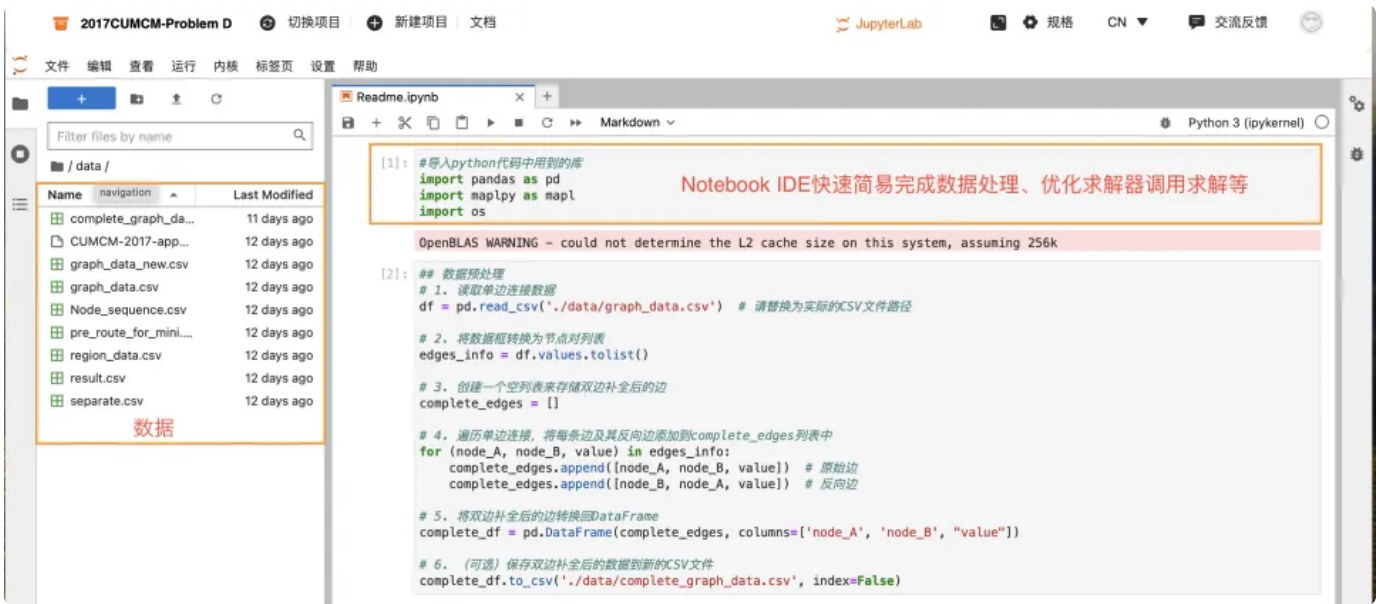 2017CUMCM-Problem D 切换项目 新建项目 文档 JupyterLab 规格 CN 交流反馈
文件 编辑 查看 运行 内核 标签页 设置 帮助
Readme.ipynb
Filter files by name
Markdown
Python 3 (ipykernel)
/ data /
Name navigation Last Modified
complete_graph_da... 11 days ago
CUMCM-2017-app... 12 days ago
graph_data_new.csv 12 days ago
graph_data.csv 12 days ago
Node_sequence.csv 12 days ago
pre_route_for_mini.... 12 days ago
region_data.csv 12 days ago
result.csv 12 days ago
separate.csv 12 days ago
数据
[1]: #导入python代码中用到的库
import pandas as pd
import maplpy as mapl
import os
Notebook IDE快速简易完成数据处理、优化求解器调用求解等
OpenBLAS WARNING - could not determine the L2 cache size on this system, assuming 256k
[2]: ## 数据预处理
# 1. 读取单边连接数据
df = pd.read_csv('./data/graph_data.csv') # 请替换为实际的CSV文件路径
# 2. 将数据框转换为节点对列表
edges_info = df.values.tolist()
# 3. 创建一个空列表来存储双边补全后的边
complete_edges = []
# 4. 遍历单边连接，将每条边及其反向边添加到complete_edges列表中
for (node_A, node_B, value) in edges_info:
complete_edges.append([node_A, node_B, value]) # 原始边
complete_edges.append([node_B, node_A, value]) # 反向边
# 5. 将双边补全后的边转换回DataFrame
complete_df = pd.DataFrame(complete_edges, columns=['node_A', 'node_B', "value"])
# 6. （可选）保存双边补全后的数据到新的CSV文件
complete_df.to_csv('./data/complete_graph_data.csv', index=False)